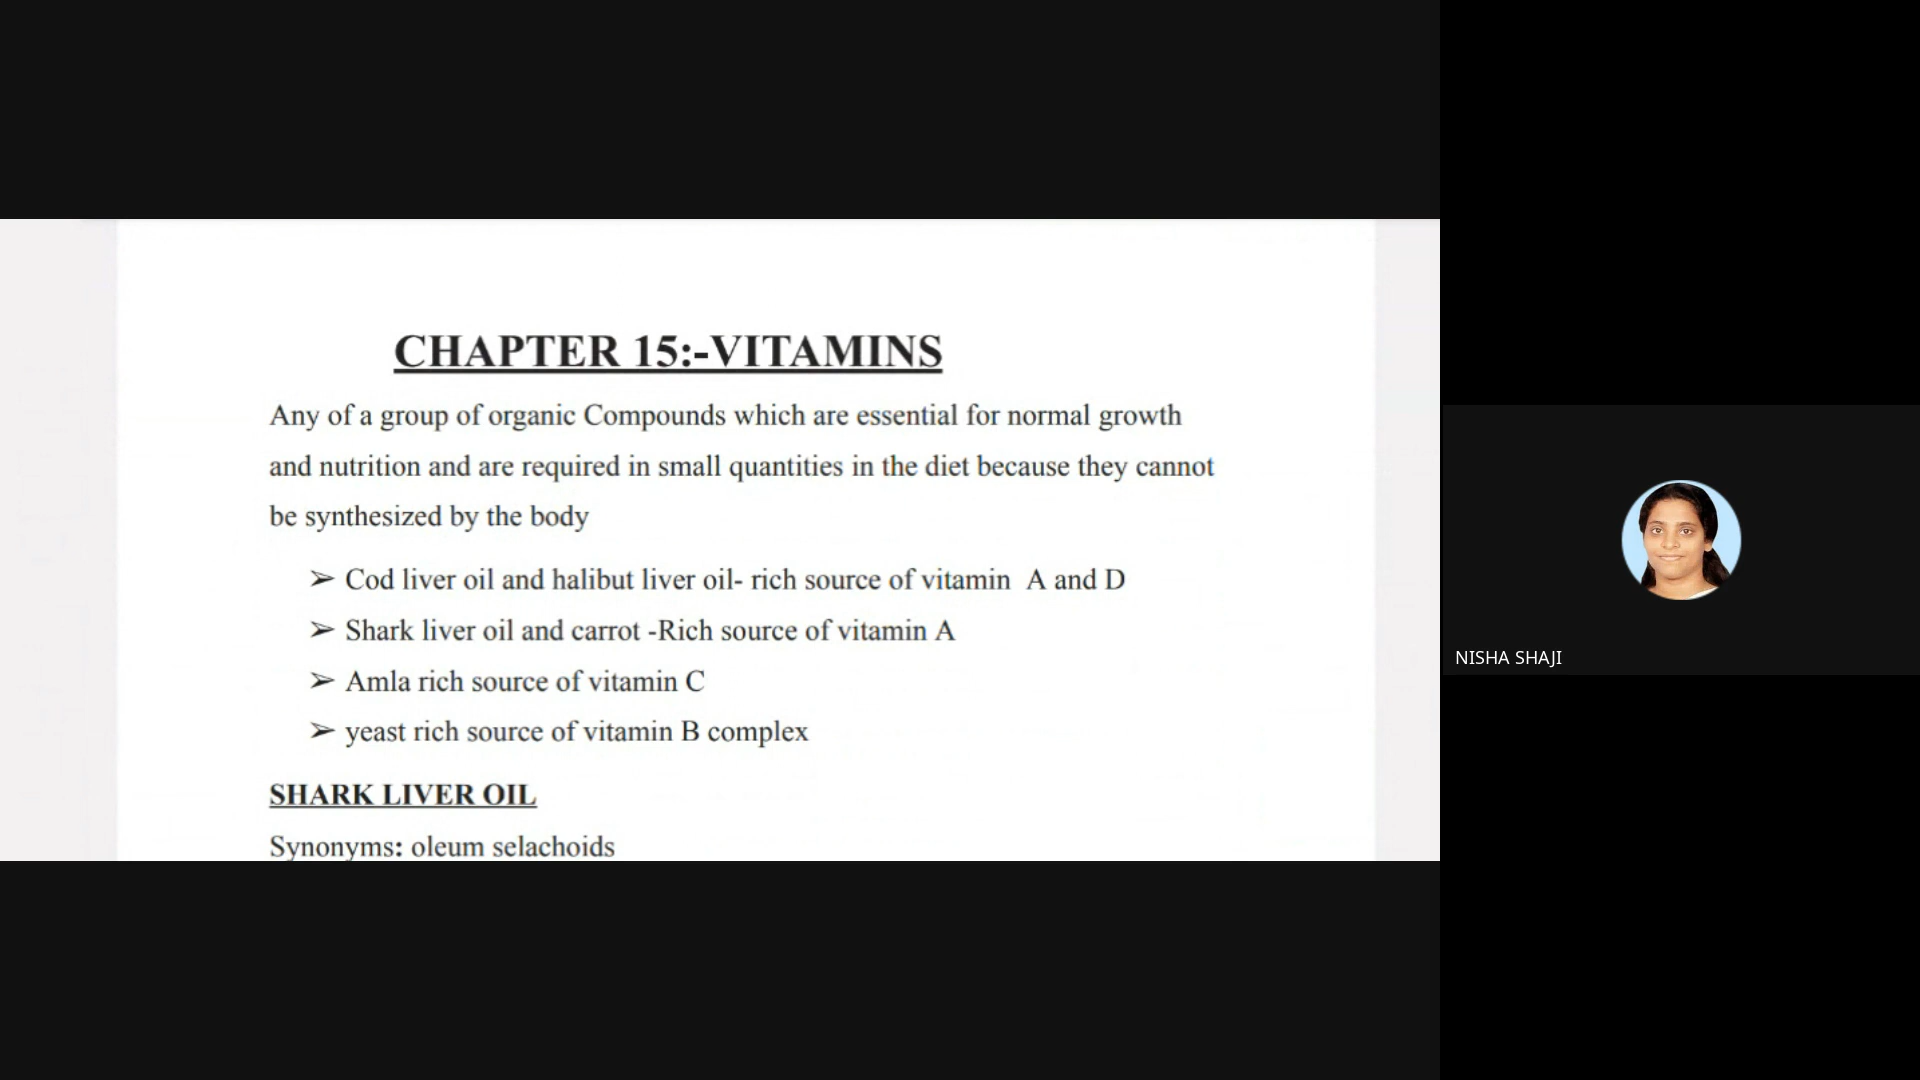 CHAPTER 15:-VITAMINS
Any of a group of organic Compounds which are essential for normal growth
and nutrition and are required in small quantities in the diet because they cannot
be synthesized by the body
➢ Cod liver oil and halibut liver oil- rich source of vitamin  A and D
➢ Shark liver oil and carrot -Rich source of vitamin A
➢ Amla rich source of vitamin C
➢ yeast rich source of vitamin B complex
SHARK LIVER OIL
Synonyms: oleum selachoids
NISHA SHAJI